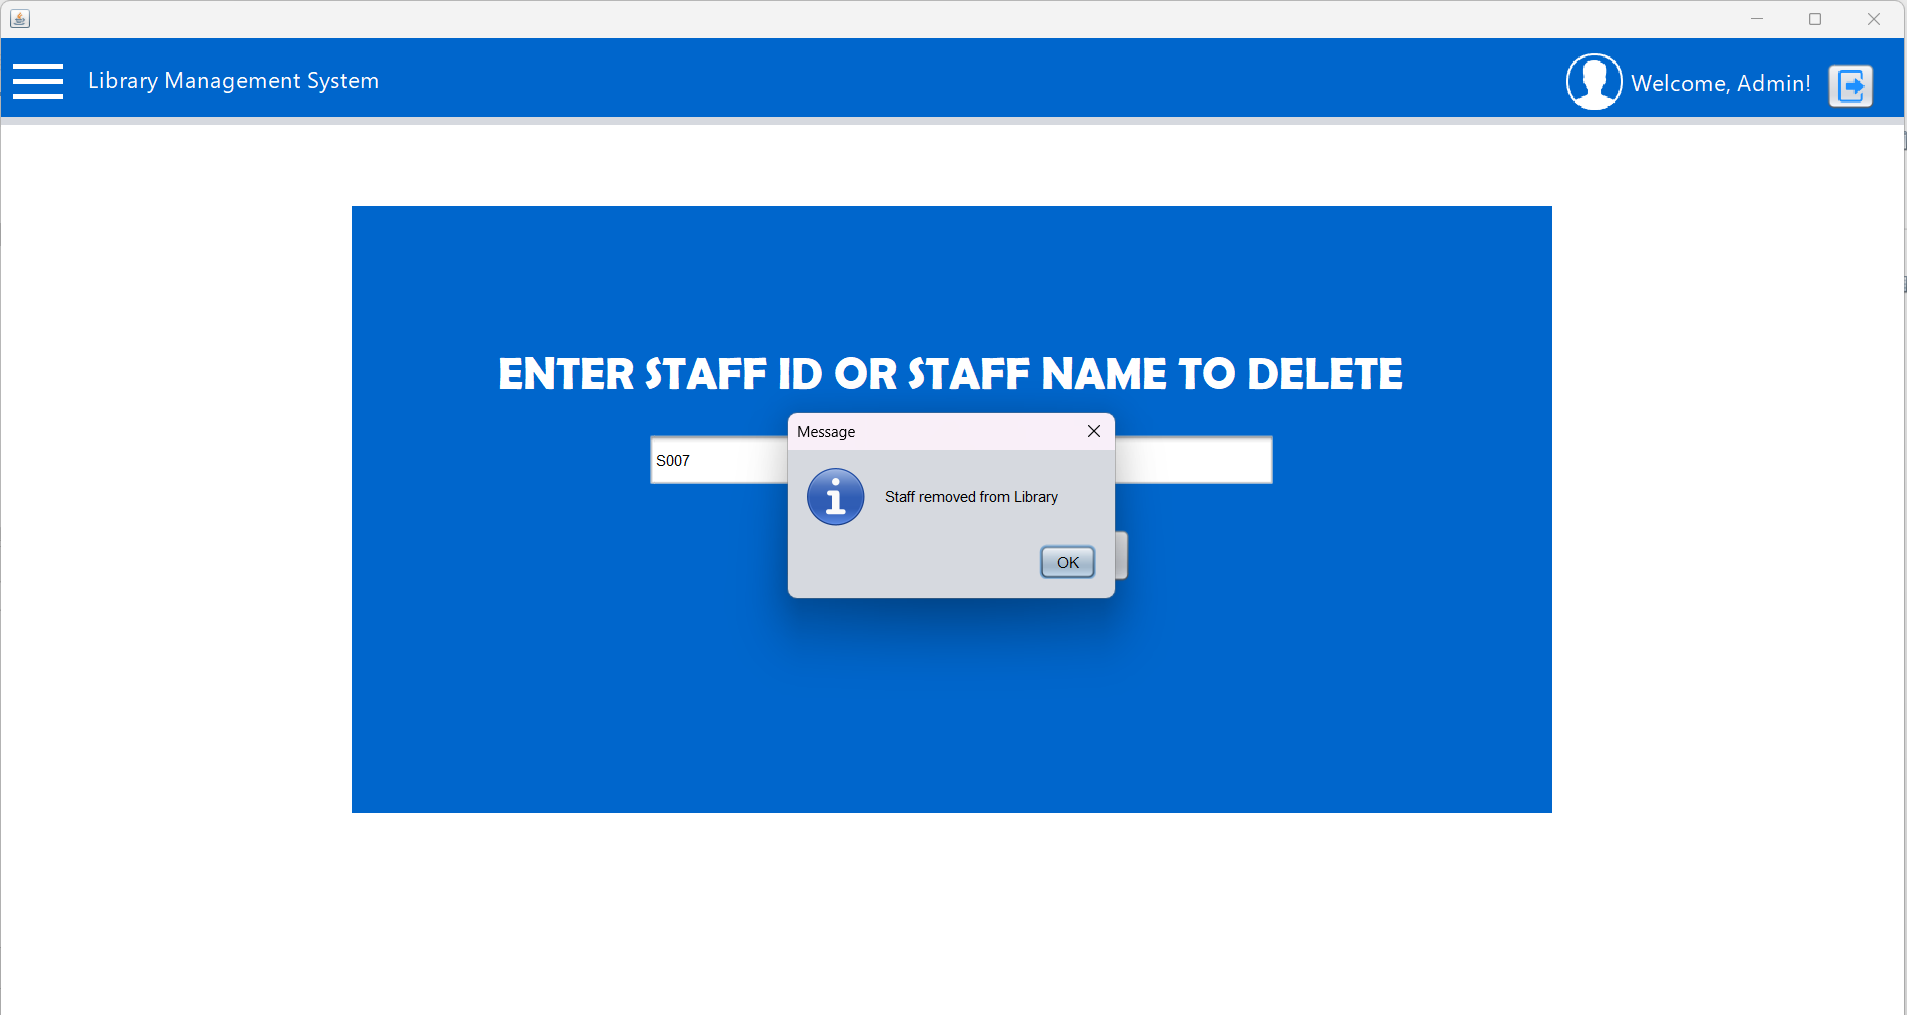 Library Management System
Welcome, Admin!
ENTER STAFF ID OR STAFF NAME TO DELETE
Message
S007
Staff removed from Library
OK